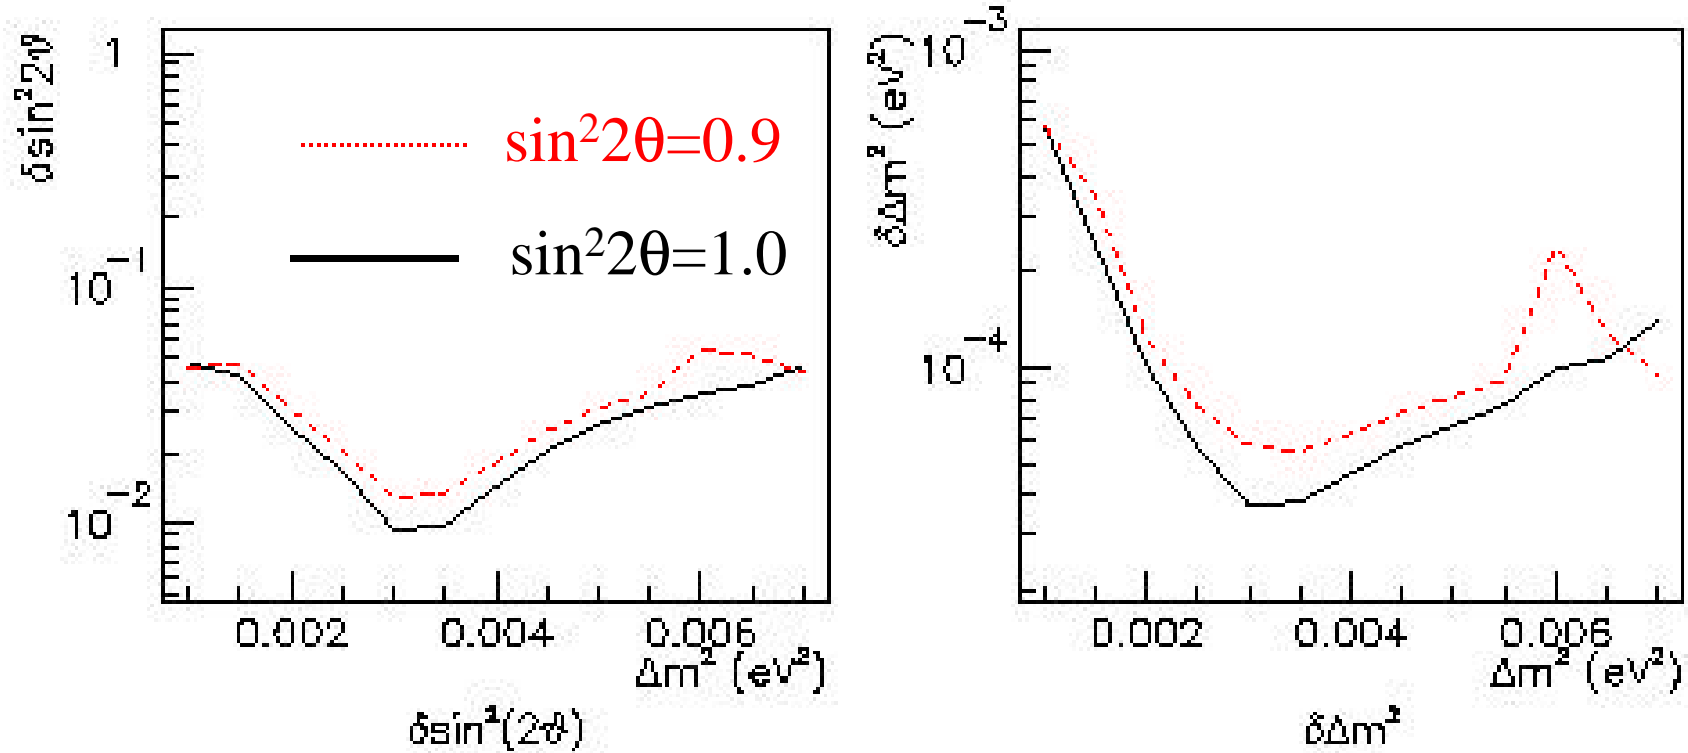 δsin²2ϑ
1
10⁻¹
10⁻²
sin²2θ=0.9
sin²2θ=1.0
0.002 0.004 0.006
Δm² (eV²)
δsin²(2ϑ)
δΔm² (eV²)
10⁻³
10⁻⁴
0.002 0.004 0.006
Δm² (eV²)
δΔm²